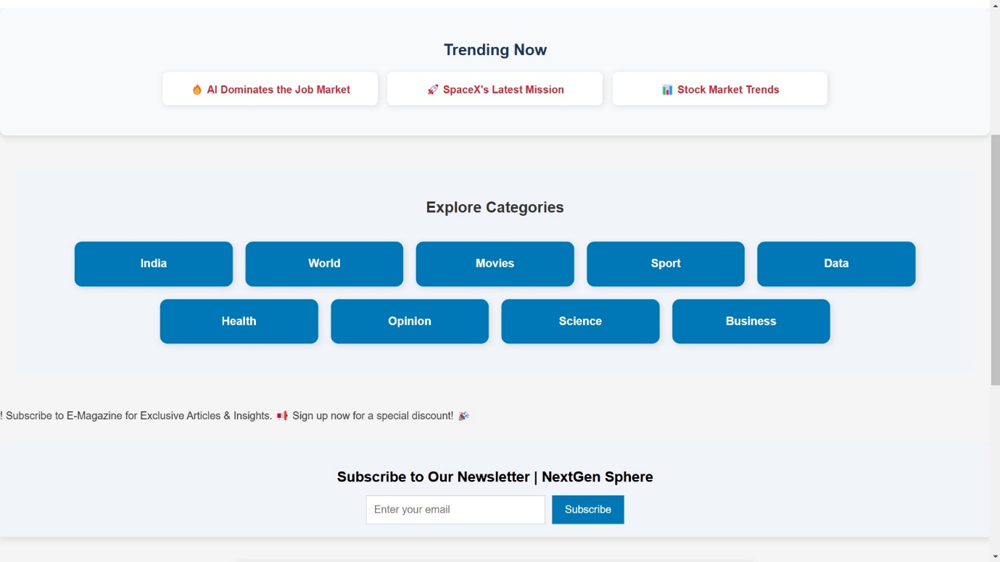 Trending Now
🔥 AI Dominates the Job Market
🚀 SpaceX's Latest Mission
📊 Stock Market Trends
Explore Categories
India
World
Movies
Sport
Data
Health
Opinion
Science
Business
! Subscribe to E-Magazine for Exclusive Articles & Insights. 📢 Sign up now for a special discount! 🎉
Subscribe to Our Newsletter | NextGen Sphere
Enter your email
Subscribe